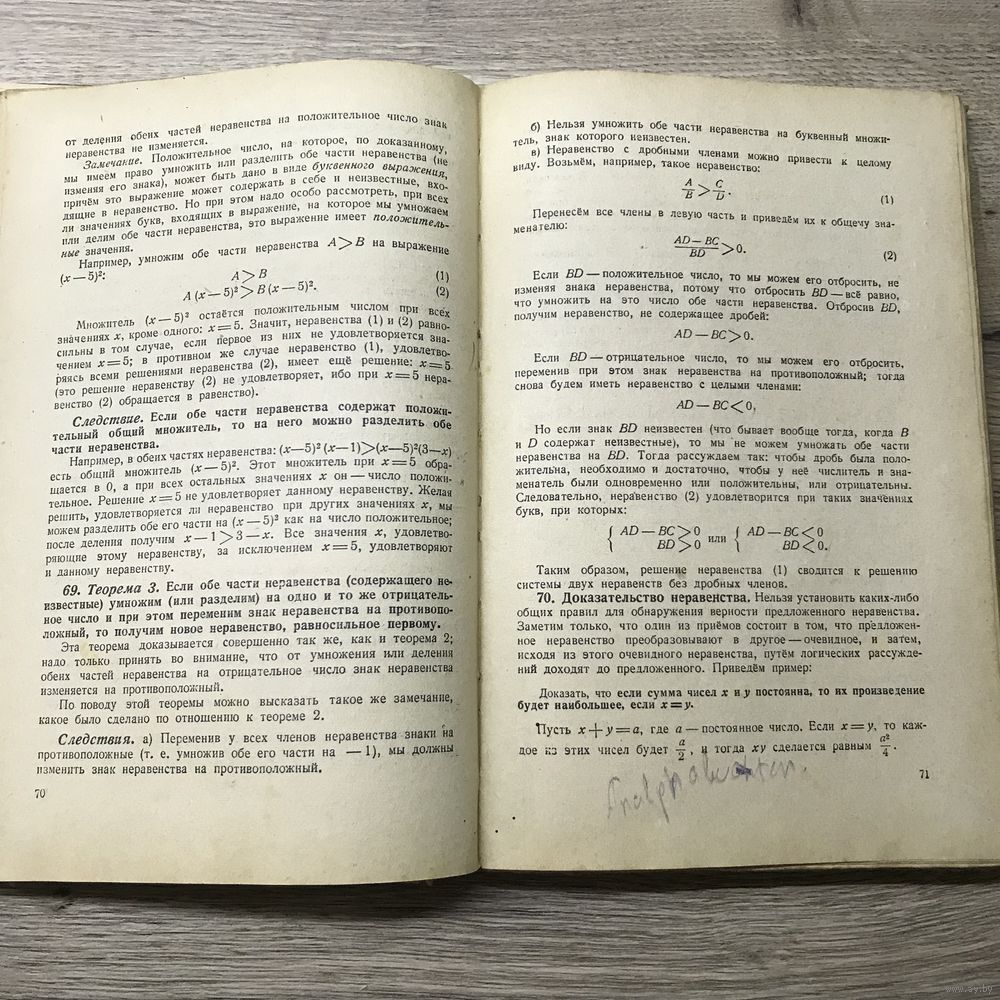 от деления обеих частей неравенства на положительное число знак
неравенства не изменяется.
Замечание. Положительное число, на которое, по доказанному,
мы имеем право умножить или разделить обе части неравенства (не
изменяя его знака), может быть дано в виде буквенного выражения,
причём это выражение может содержать в себе и неизвестные, вхо-
дящие в неравенство. Но при этом надо особо рассмотреть, при всех
ли значениях букв, входящих в выражение, на которое мы умножаем
или делим обе части неравенства, это выражение имеет положитель-
ные значения.
Например, умножим обе части неравенства A > B на выражение
(x — 5)²:
A > B (1)
A (x — 5)² > B (x — 5)². (2)
Множитель (x — 5)² остаётся положительным числом при всех
значениях x, кроме одного: x = 5. Значит, неравенства (1) и (2) равно-
сильны в том случае, если первое из них не удовлетворяется зна-
чением x = 5; в противном же случае неравенство (1), удовлетво-
ряясь всеми решениями неравенства (2), имеет ещё решение: x = 5
(это решение неравенству (2) не удовлетворяет, ибо при x = 5 нера-
венство (2) обращается в равенство).
Следствие. Если обе части неравенства содержат положи-
тельный общий множитель, то на него можно разделить обе
части неравенства.
Например, в обеих частях неравенства: (x—5)² (x—1)>(x—5)²(3—x)
есть общий множитель (x — 5)². Этот множитель при x = 5 обра-
щается в 0, а при всех остальных значениях x он — число положи-
тельное. Решение x = 5 не удовлетворяет данному неравенству. Желая
решить, удовлетворяется ли неравенство при других значениях x, мы
можем разделить обе его части на (x — 5)² как на число положительное;
после деления получим x — 1 > 3 — x. Все значения x, удовлетво-
ряющие этому неравенству, за исключением x = 5, удовлетворяют
и данному неравенству.
69. Теорема 3. Если обе части неравенства (содержащего не-
известные) умножим (или разделим) на одно и то же отрицатель-
ное число и при этом переменим знак неравенства на противопо-
ложный, то получим новое неравенство, равносильное первому.
Эта теорема доказывается совершенно так же, как и теорема 2;
надо только принять во внимание, что от умножения или деления
обеих частей неравенства на отрицательное число знак неравенства
изменяется на противоположный.
По поводу этой теоремы можно высказать такое же замечание,
какое было сделано по отношению к теореме 2.
Следствия. а) Переменив у всех членов неравенства знаки на
противоположные (т. е. умножив обе его части на — 1), мы должны
изменить знак неравенства на противоположный.
70
б) Нельзя умножить обе части неравенства на буквенный множи-
тель, знак которого неизвестен.
в) Неравенство с дробными членами можно привести к целому
виду. Возьмём, например, такое неравенство:
A/B > C/D. (1)
Перенесём все члены в левую часть и приведём их к общему зна-
менателю:
(AD — BC)/BD > 0. (2)
Если BD — положительное число, то мы можем его отбросить, не
изменяя знака неравенства, потому что отбросить BD — всё равно,
что умножить на это число обе части неравенства. Отбросив BD,
получим неравенство, не содержащее дробей:
AD — BC > 0.
Если BD — отрицательное число, то мы можем его отбросить,
переменив при этом знак неравенства на противоположный; тогда
снова будем иметь неравенство с целыми членами:
AD — BC < 0,
Но если знак BD неизвестен (что бывает вообще тогда, когда B
и D содержат неизвестные), то мы не можем умножать обе части
неравенства на BD. Тогда рассуждаем так: чтобы дробь была поло-
жительна, необходимо и достаточно, чтобы у неё числитель и зна-
менатель были одновременно или положительны, или отрицательны.
Следовательно, неравенство (2) удовлетворится при таких значениях
букв, при которых:
{ AD — BC > 0 или { AD — BC < 0
{ BD > 0 { BD < 0.
Таким образом, решение неравенства (1) сводится к решению
системы двух неравенств без дробных членов.
70. Доказательство неравенства. Нельзя установить каких-либо
общих правил для обнаружения верности предложенного неравенства.
Заметим только, что один из приёмов состоит в том, что предложен-
ное неравенство преобразовывают в другое — очевидное, и затем,
исходя из этого очевидного неравенства, путём логических рассужде-
ний доходят до предложенного. Приведём пример:
Доказать, что если сумма чисел x и y постоянна, то их произведение
будет наибольшее, если x = y.
Пусть x + y = a, где a — постоянное число. Если x = y, то каж-
дое из этих чисел будет a/2, и тогда xy сделается равным a²/4.
71
www.ay.by